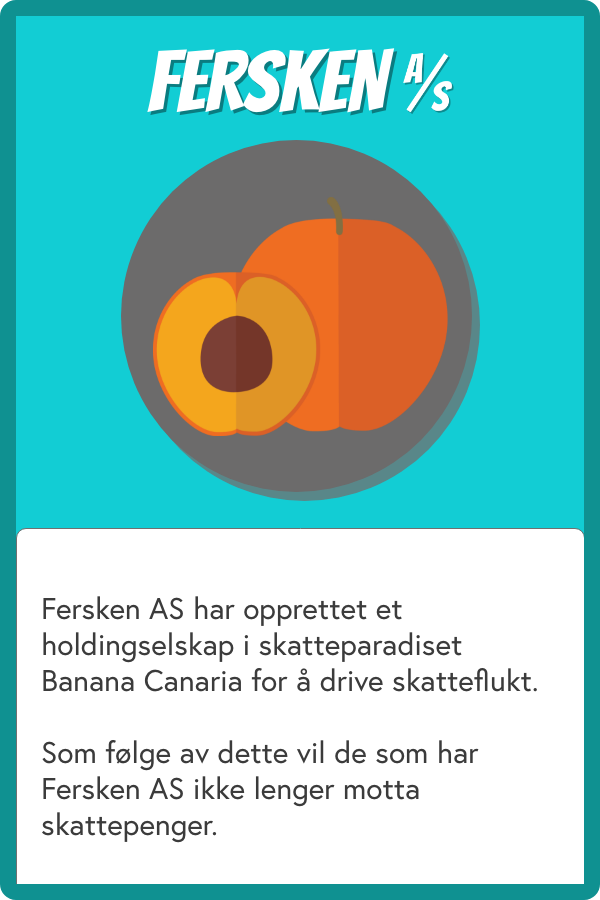 FERSKEN A/S
Fersken AS har opprettet et
holdingselskap i skatteparadiset
Banana Canaria for å drive skatteflukt.
Som følge av dette vil de som har
Fersken AS ikke lenger motta
skattepenger.